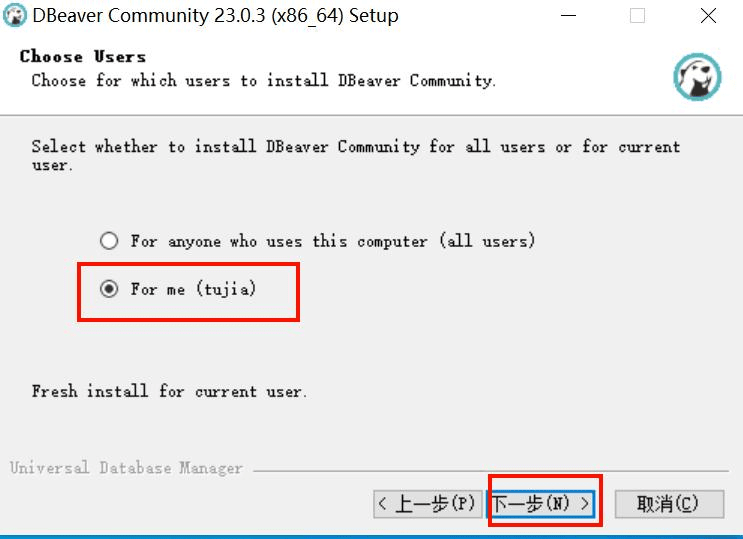 DBeaver Community 23.0.3 (x86_64) Setup
Choose Users
Choose for which users to install DBeaver Community.
Select whether to install DBeaver Community for all users or for current
user.
For anyone who uses this computer (all users)
For me (tujia)
Fresh install for current user.
Universal Database Manager
< 上一步(P)
下一步(N) >
取消(C)